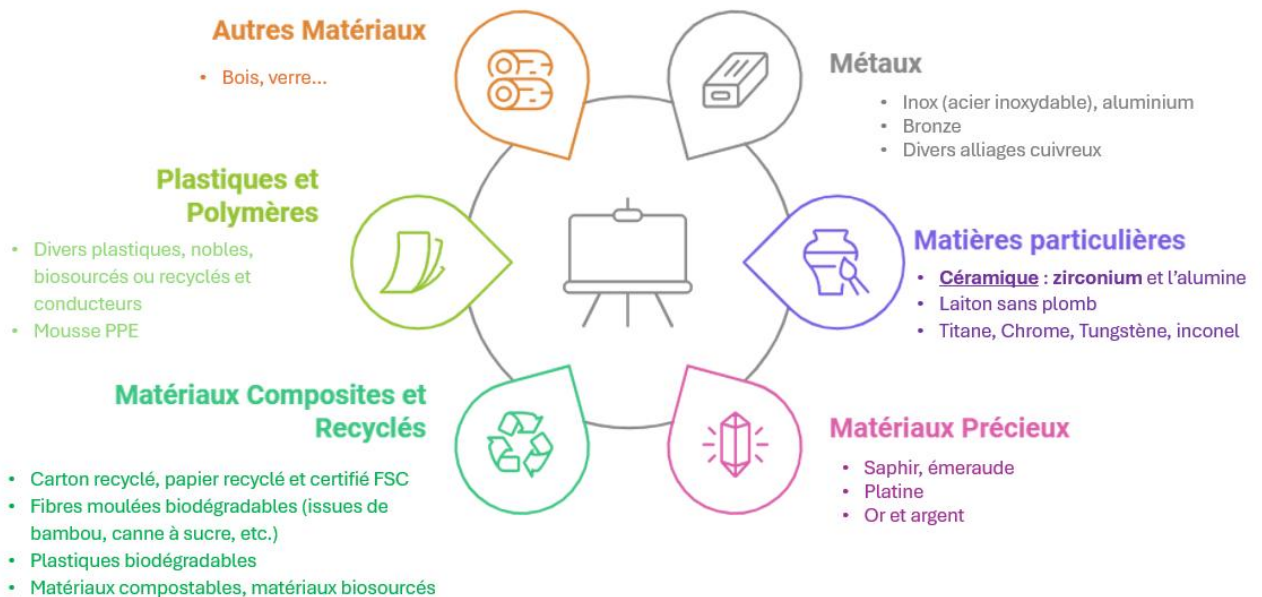 Autres Matériaux
• Bois, verre...
Métaux
• Inox (acier inoxydable), aluminium
• Bronze
• Divers alliages cuivreux
Plastiques et
Polymères
• Divers plastiques, nobles,
biosourcés ou recyclés et
conducteurs
• Mousse PPE
Matières particulières
• Céramique : zirconium et l'alumine
• Laiton sans plomb
• Titane, Chrome, Tungstène, inconel
Matériaux Composites et
Recyclés
• Carton recyclé, papier recyclé et certifié FSC
• Fibres moulées biodégradables (issues de
bambou, canne à sucre, etc.)
• Plastiques biodégradables
• Matériaux compostables, matériaux biosourcés
Matériaux Précieux
• Saphir, émeraude
• Platine
• Or et argent